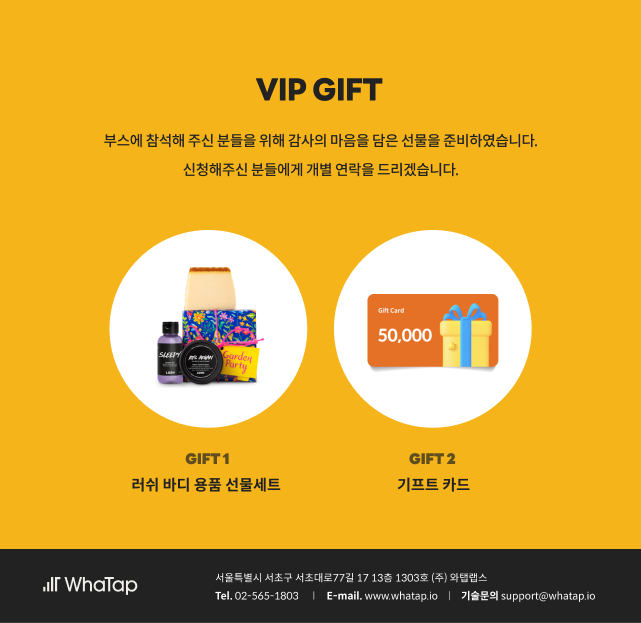 VIP GIFT
부스에 참석해 주신 분들을 위해 감사의 마음을 담은 선물을 준비하였습니다.
신청해주신 분들에게 개별 연락을 드리겠습니다.
SLEEPY
LUSH
RO'S ARGAN
Garden
Party
Gift Card
50,000
GIFT 1
러쉬 바디 용품 선물세트
GIFT 2
기프트 카드
WhaTap
서울특별시 서초구 서초대로77길 17 13층 1303호 (주) 와탭랩스
Tel. 02-565-1803 | E-mail. www.whatap.io | 기술문의 support@whatap.io